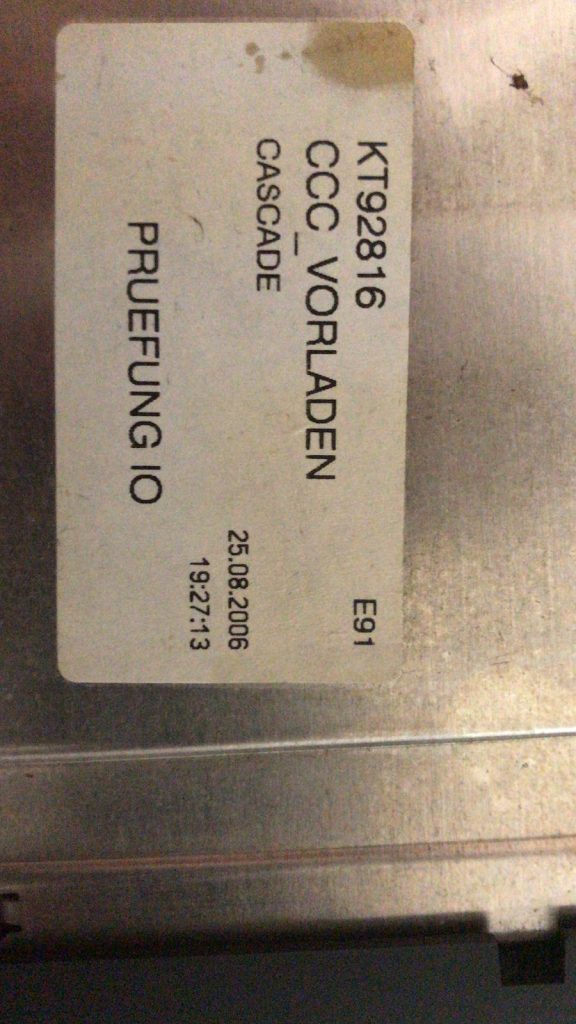 KT92816 E91
CCC_VORLADEN
CASCADE
25.08.2006
19:27:13
PRUEFUNG IO